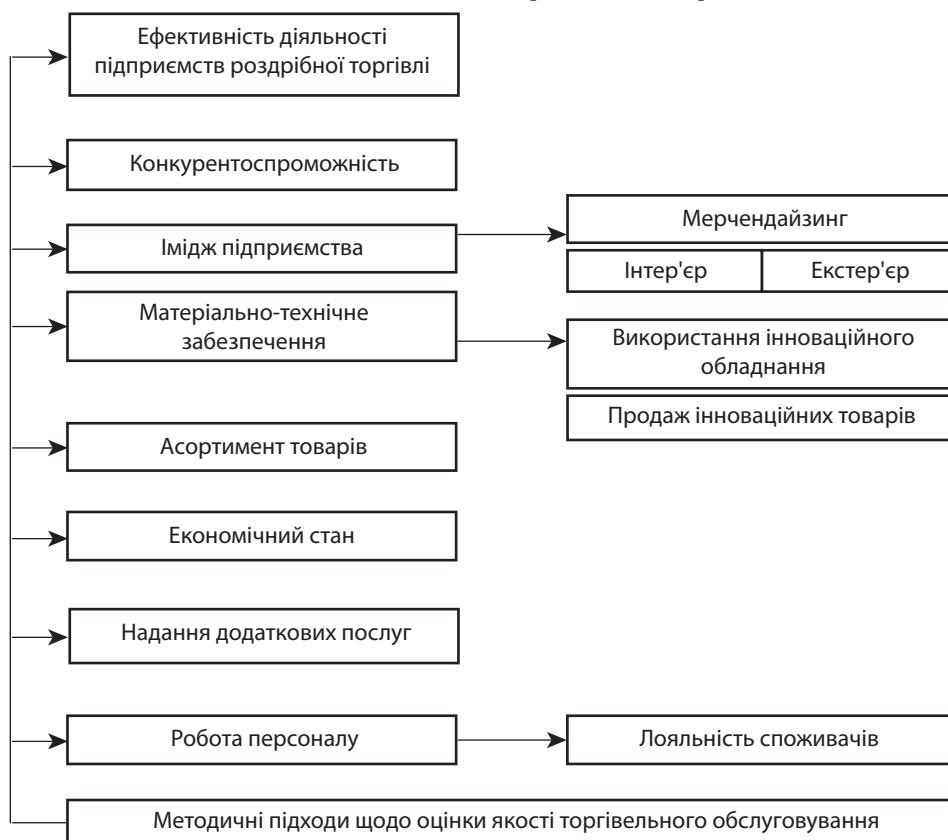 Ефективність діяльності
підприємств роздрібної торгівлі
Конкурентоспроможність
Мерчендайзинг
Імідж підприємства
Інтер'єр
Екстер'єр
Матеріально-технічне
забезпечення
Використання інноваційного
обладнання
Продаж інноваційних товарів
Асортимент товарів
Економічний стан
Надання додаткових послуг
Робота персоналу
Лояльність споживачів
Методичні підходи щодо оцінки якості торгівельного обслуговування